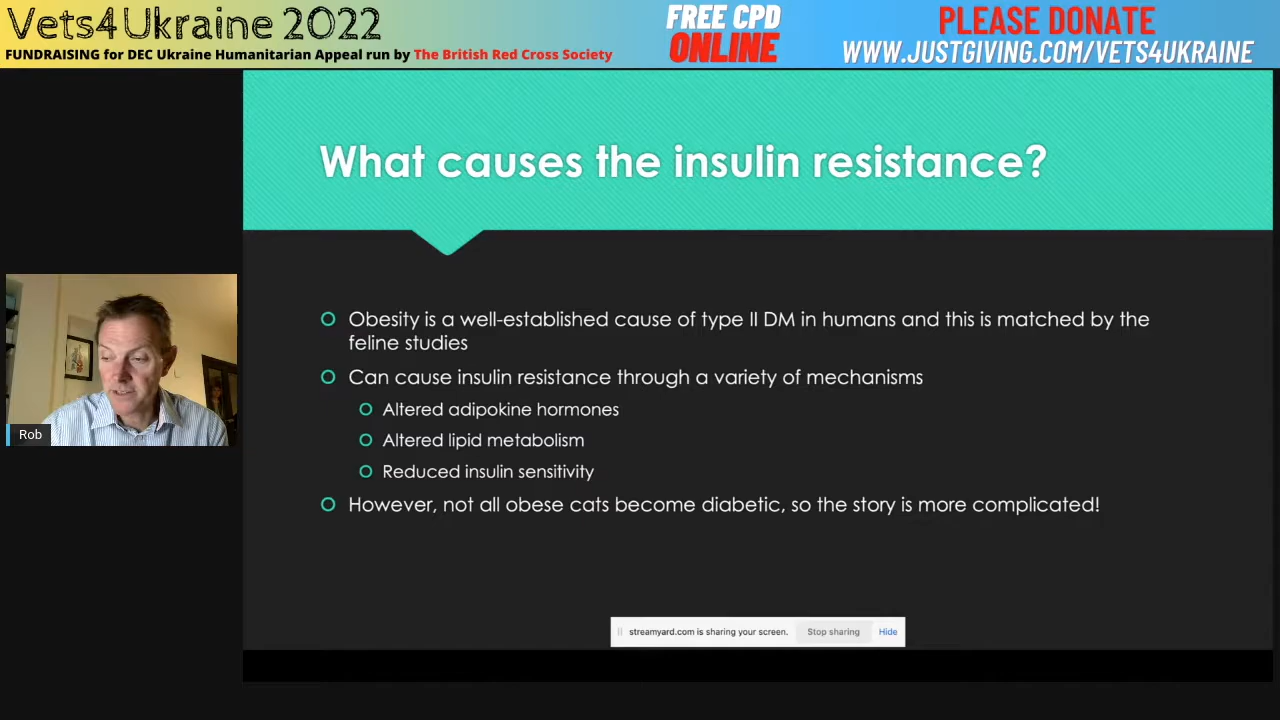 Vets4Ukraine 2022
FUNDRAISING for DEC Ukraine Humanitarian Appeal run by The British Red Cross Society
FREE CPD
ONLINE
PLEASE DONATE
WWW.JUSTGIVING.COM/VETS4UKRAINE
What causes the insulin resistance?
Obesity is a well-established cause of type II DM in humans and this is matched by the
feline studies
Can cause insulin resistance through a variety of mechanisms
Altered adipokine hormones
Altered lipid metabolism
Reduced insulin sensitivity
However, not all obese cats become diabetic, so the story is more complicated!
Rob
streamyard.com is sharing your screen. Stop sharing Hide